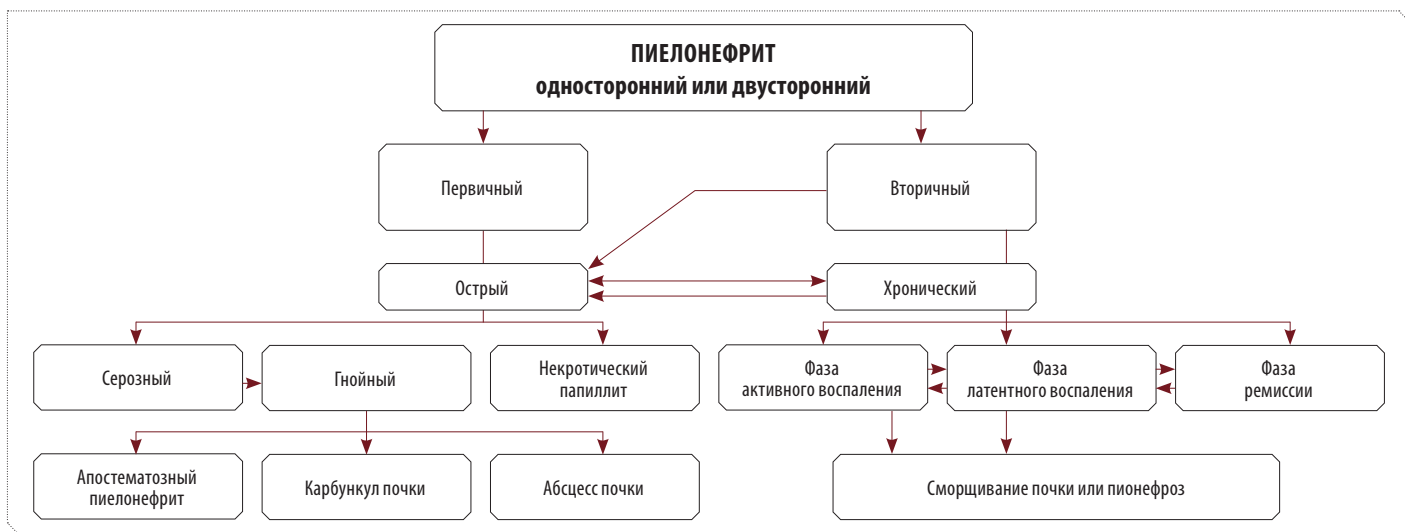 ПИЕЛОНЕФРИТ
односторонний или двусторонний
Первичный
Вторичный
Острый
Хронический
Серозный
Гнойный
Некротический
папиллит
Фаза
активного воспаления
Фаза
латентного воспаления
Фаза
ремиссии
Апостематозный
пиелонефрит
Карбункул почки
Абсцесс почки
Сморщивание почки или пионефроз